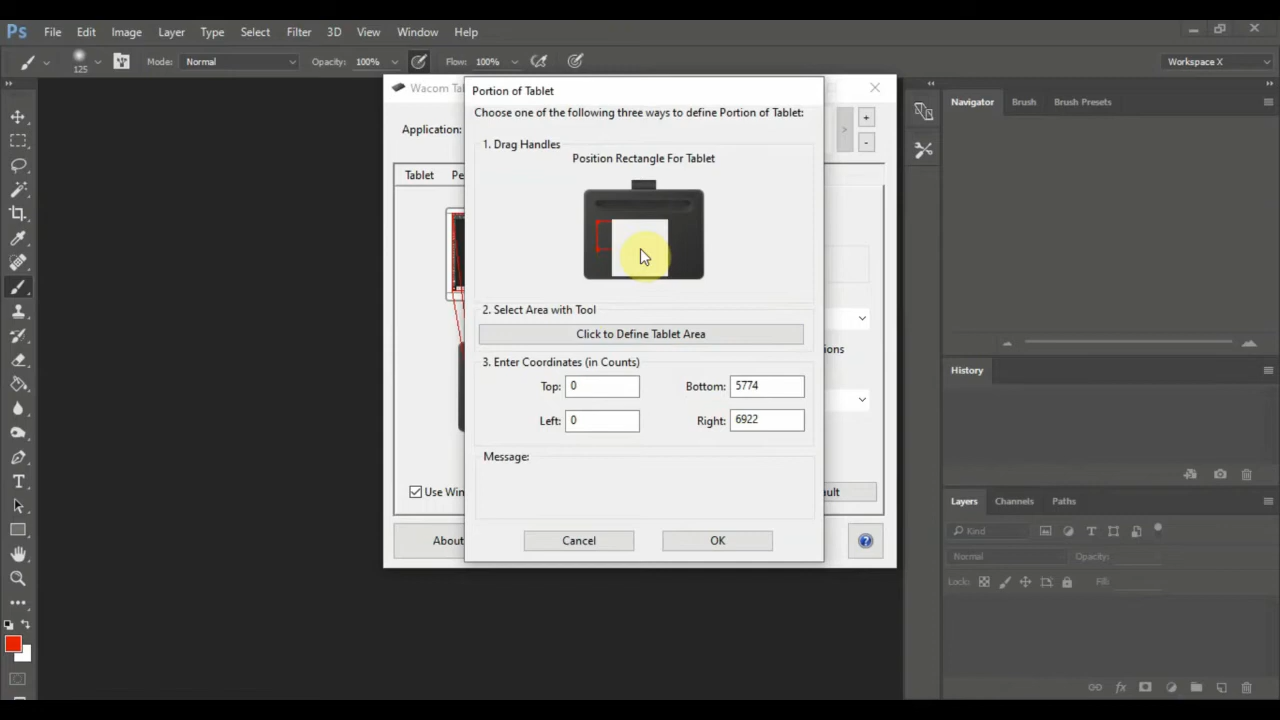 Ps File Edit Image Layer Type Select Filter 3D View Window Help
125 Mode: Normal Opacity: 100% Flow: 100% Workspace X
Wacom Ta
Portion of Tablet
Choose one of the following three ways to define Portion of Tablet:
Application:
+
>
-
1. Drag Handles
Position Rectangle For Tablet
Tablet Pe
2. Select Area with Tool
Click to Define Tablet Area
ions
3. Enter Coordinates (in Counts)
Top: 0 Bottom: 5774
Left: 0 Right: 6922
Message:
Use Win
ult
About
Cancel OK
?
Navigator Brush Brush Presets
History
Layers Channels Paths
Kind
Normal Opacity:
Lock: Fill: